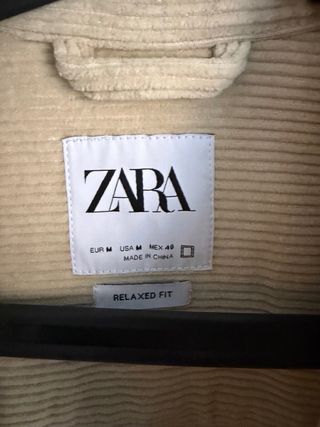 ZARA
EUR M USA M MEX 40
MADE IN CHINA
RELAXED FIT